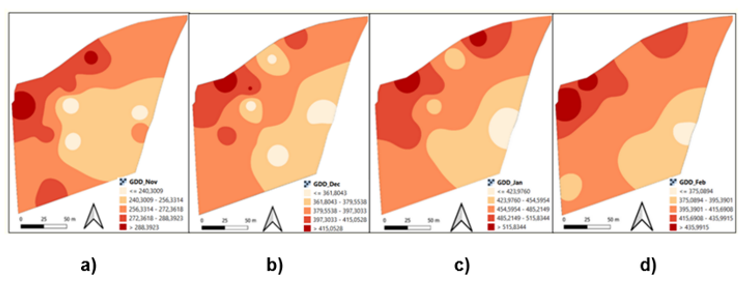 GDD_Nov
<= 240,3009
240,3009 - 256,3314
256,3314 - 272,3618
272,3618 - 288,3923
> 288,3923
0 25 50 m
GDD_Dec
<= 361,8043
361,8043 - 379,5538
379,5538 - 397,3033
397,3033 - 415,0528
> 415,0528
0 25 50 m
GDD_Jan
<= 423,9760
423,9760 - 454,5954
454,5954 - 485,2149
485,2149 - 515,8344
> 515,8344
0 25 50 m
GDD_Feb
<= 375,0894
375,0894 - 395,3901
395,3901 - 415,6908
415,6908 - 435,9915
> 435,9915
0 25 50 m
a) b) c) d)